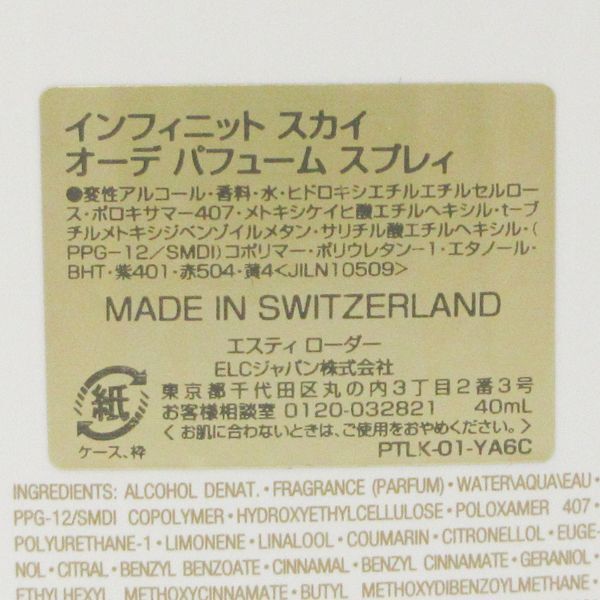 インフィニット スカイ
オーデ パフューム スプレィ
●変性アルコール・香料・水・ヒドロキシエチルエチルセルロー
ス・ポロキサマー407・メトキシケイヒ酸エチルヘキシル・t-ブ
チルメトキシジベンゾイルメタン・サリチル酸エチルヘキシル・(
PPG-12/SMDI)コポリマー・ポリウレタン-1・エタノール・
BHT・紫401・赤504・黄4<JILN10509>
MADE IN SWITZERLAND
エスティ ローダー
ELCジャパン株式会社
東京都千代田区丸の内3丁目2番3号
お客様相談室 0120-032821 40mL
<お肌に合わないときは、ご使用をおやめください。>
紙
ケース、枠
PTLK-01-YA6C
INGREDIENTS: ALCOHOL DENAT.・FRAGRANCE (PARFUM)・WATER\AQUA\EAU・
PPG-12/SMDI COPOLYMER・HYDROXYETHYLCELLULOSE・POLOXAMER 407・
POLYURETHANE-1・LIMONENE・LINALOOL・COUMARIN・CITRONELLOL・EUGE-
NOL・CITRAL・BENZYL BENZOATE・CINNAMAL・BENZYL CINNAMATE・GERANIOL・
ETHYLHEXYL METHOXYCINNAMATE・BUTYL METHOXYDIBENZOYLMETHANE・